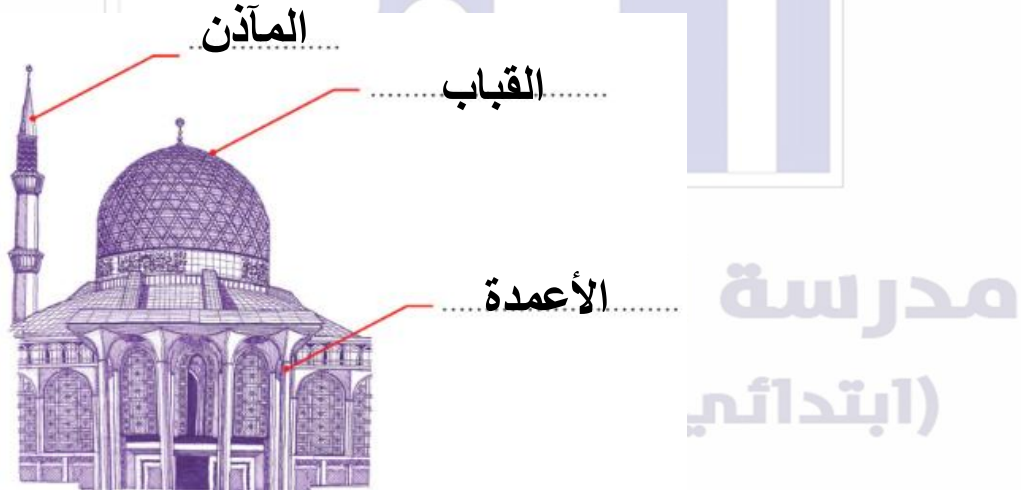 المآذن
القباب
الأعمدة
مدرسة
(ابتدائي